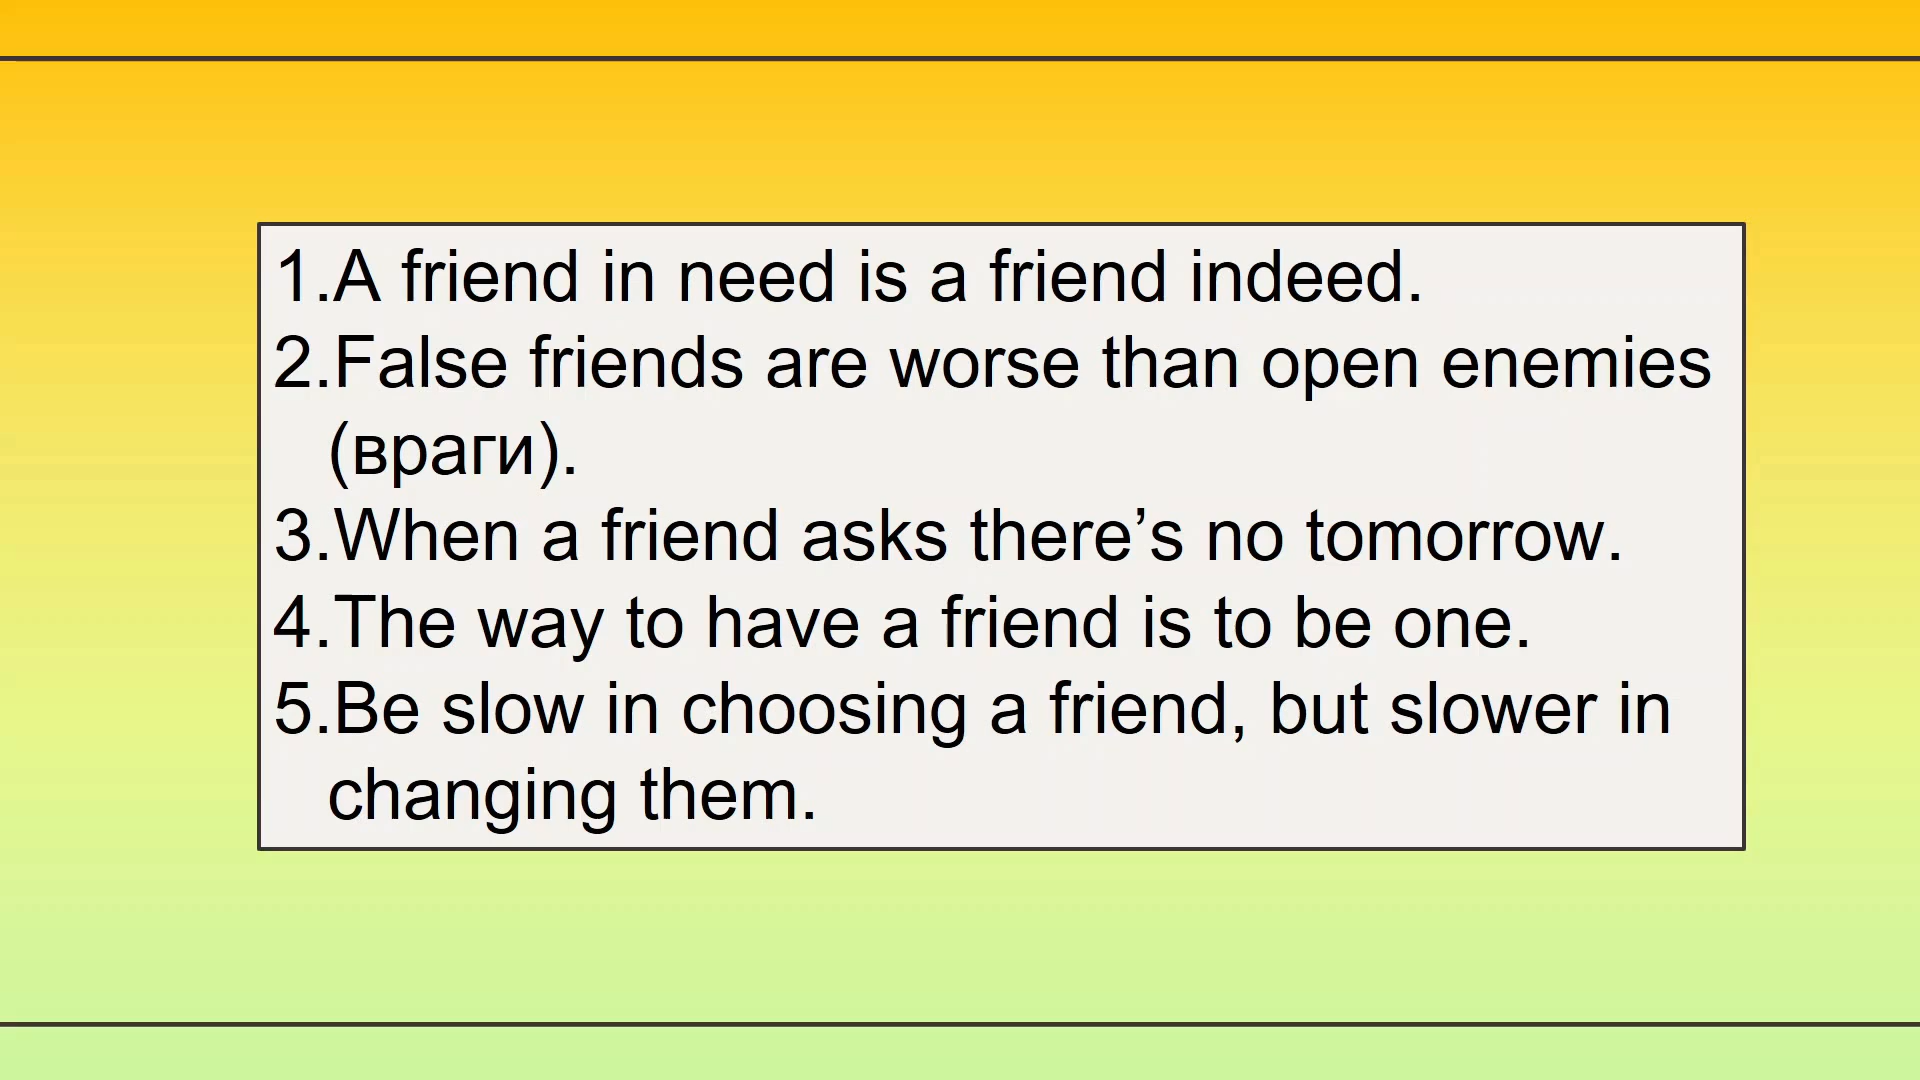 1.A friend in need is a friend indeed.
2.False friends are worse than open enemies
(враги).
3.When a friend asks there’s no tomorrow.
4.The way to have a friend is to be one.
5.Be slow in choosing a friend, but slower in
changing them.